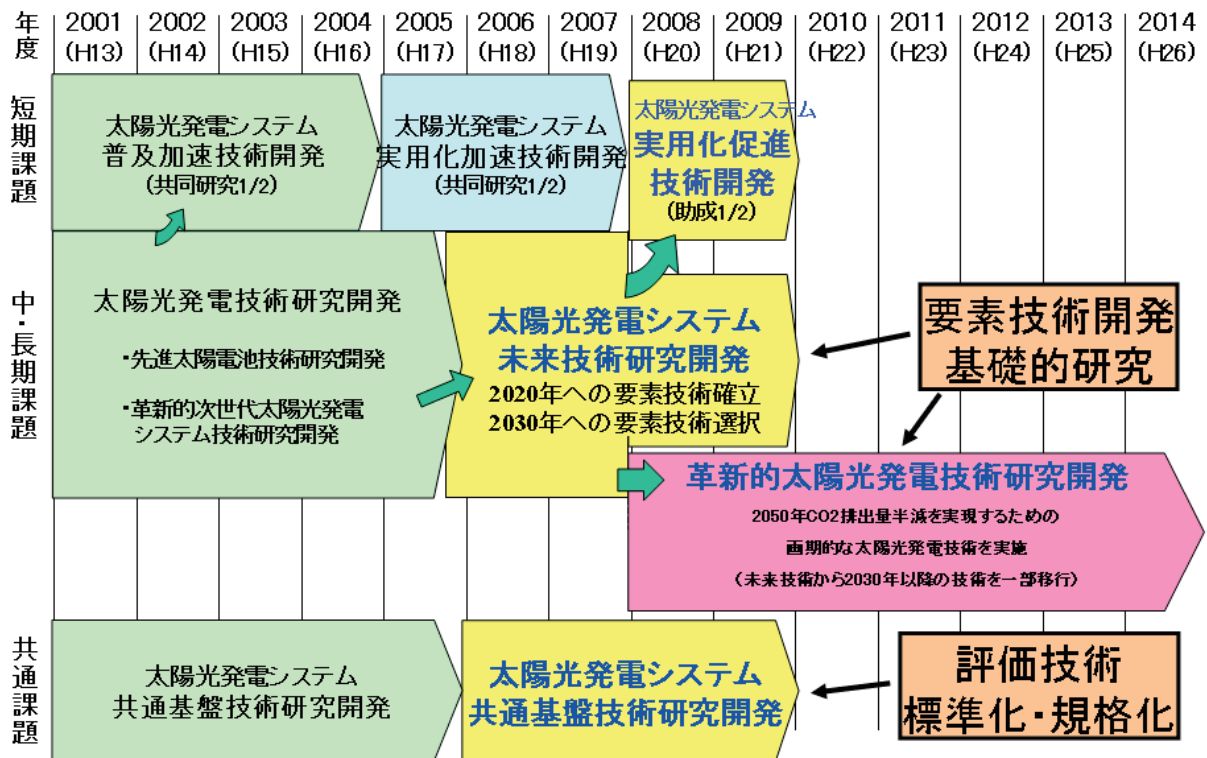 年度
2001 2002 2003 2004 2005 2006 2007 2008 2009 2010 2011 2012 2013 2014
(H13) (H14) (H15) (H16) (H17) (H18) (H19) (H20) (H21) (H22) (H23) (H24) (H25) (H26)
短期課題
太陽光発電システム
普及加速技術開発
(共同研究1/2)
太陽光発電システム
実用化加速技術開発
(共同研究1/2)
太陽光発電システム
実用化促進
技術開発
(助成1/2)
中・長期課題
太陽光発電技術研究開発
・先進太陽電池技術研究開発
・革新的次世代太陽光発電
システム技術研究開発
太陽光発電システム
未来技術研究開発
2020年への要素技術確立
2030年への要素技術選択
要素技術開発
基礎的研究
革新的太陽光発電技術研究開発
2050年CO2排出量半減を実現するための
画期的な太陽光発電技術を実施
（未来技術から2030年以降の技術を一部移行）
共通課題
太陽光発電システム
共通基盤技術研究開発
太陽光発電システム
共通基盤技術研究開発
評価技術
標準化・規格化